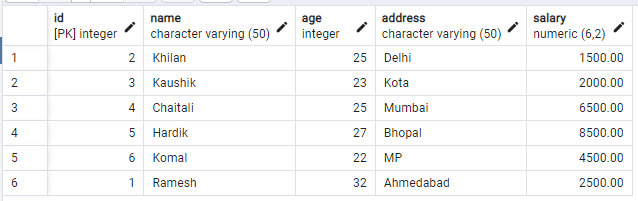 id name age address salary
[PK] integer character varying (50) integer character varying (50) numeric (6,2)
1 2 Khilan 25 Delhi 1500.00
2 3 Kaushik 23 Kota 2000.00
3 4 Chaitali 25 Mumbai 6500.00
4 5 Hardik 27 Bhopal 8500.00
5 6 Komal 22 MP 4500.00
6 1 Ramesh 32 Ahmedabad 2500.00